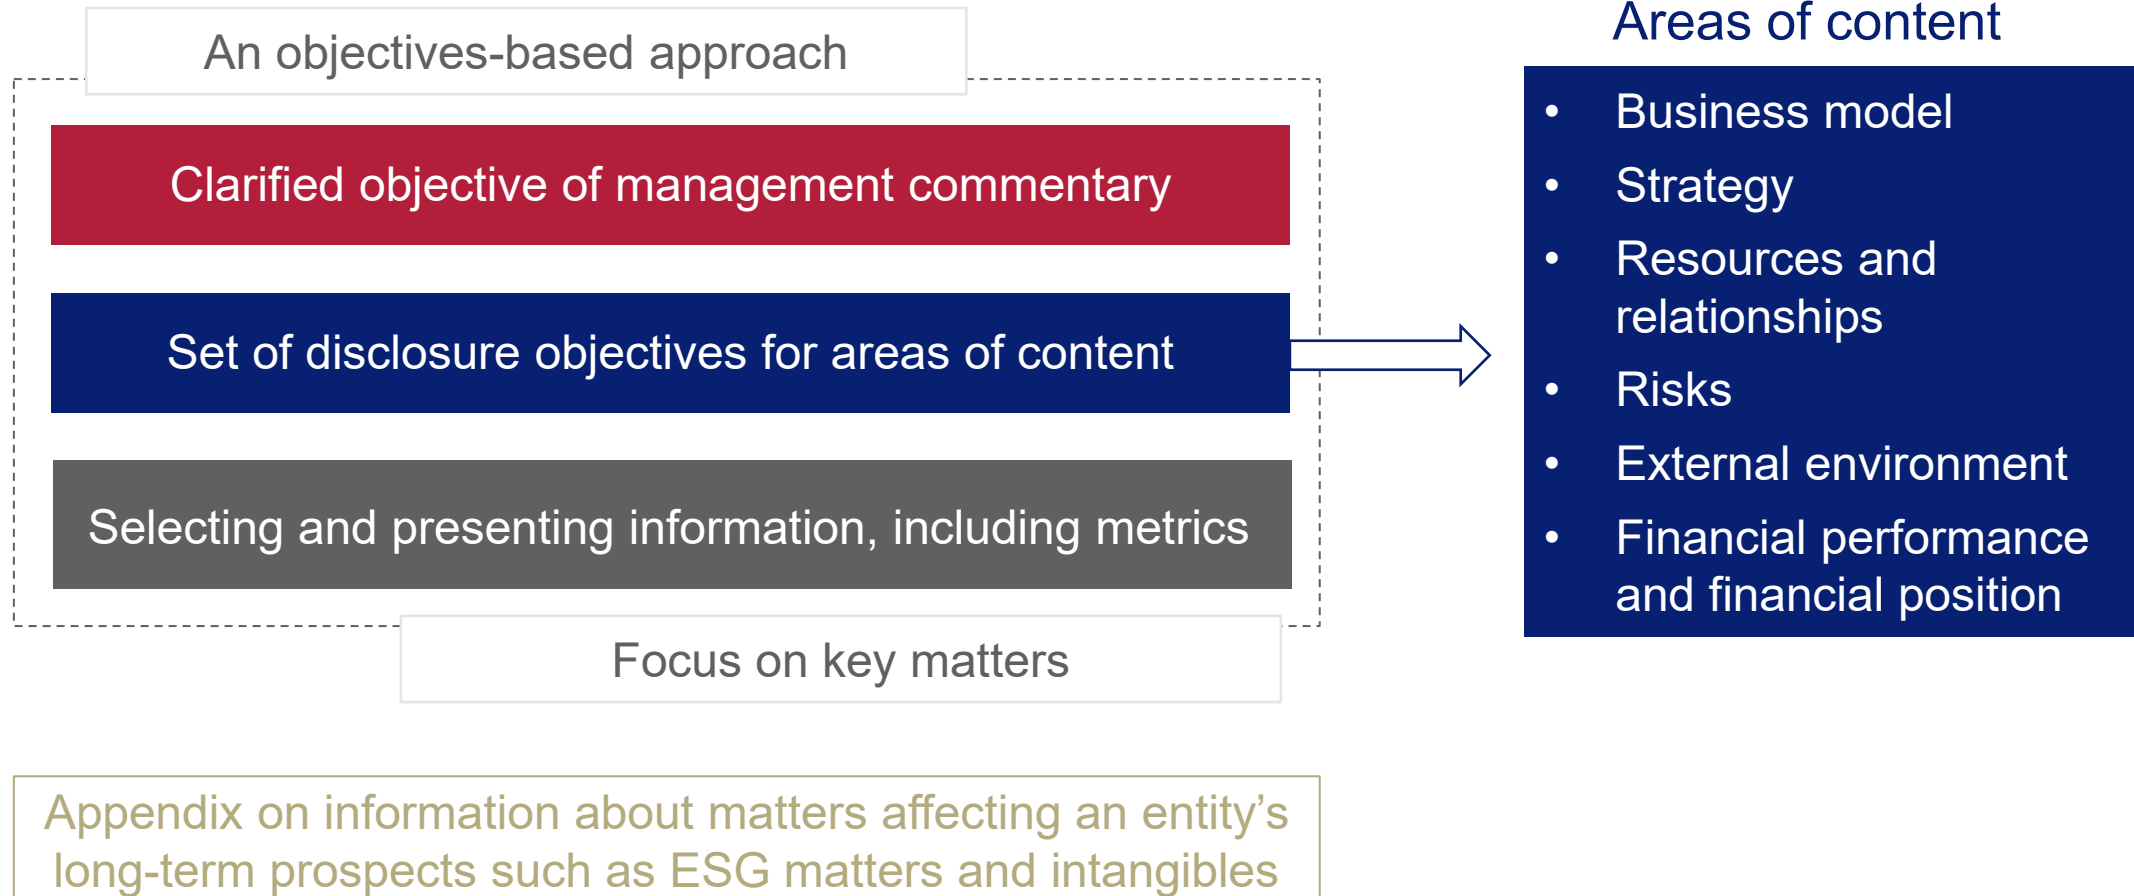 An objectives-based approach
Clarified objective of management commentary
Set of disclosure objectives for areas of content
Selecting and presenting information, including metrics
Focus on key matters
Appendix on information about matters affecting an entity’s
long-term prospects such as ESG matters and intangibles
Areas of content
• Business model
• Strategy
• Resources and
relationships
• Risks
• External environment
• Financial performance
and financial position